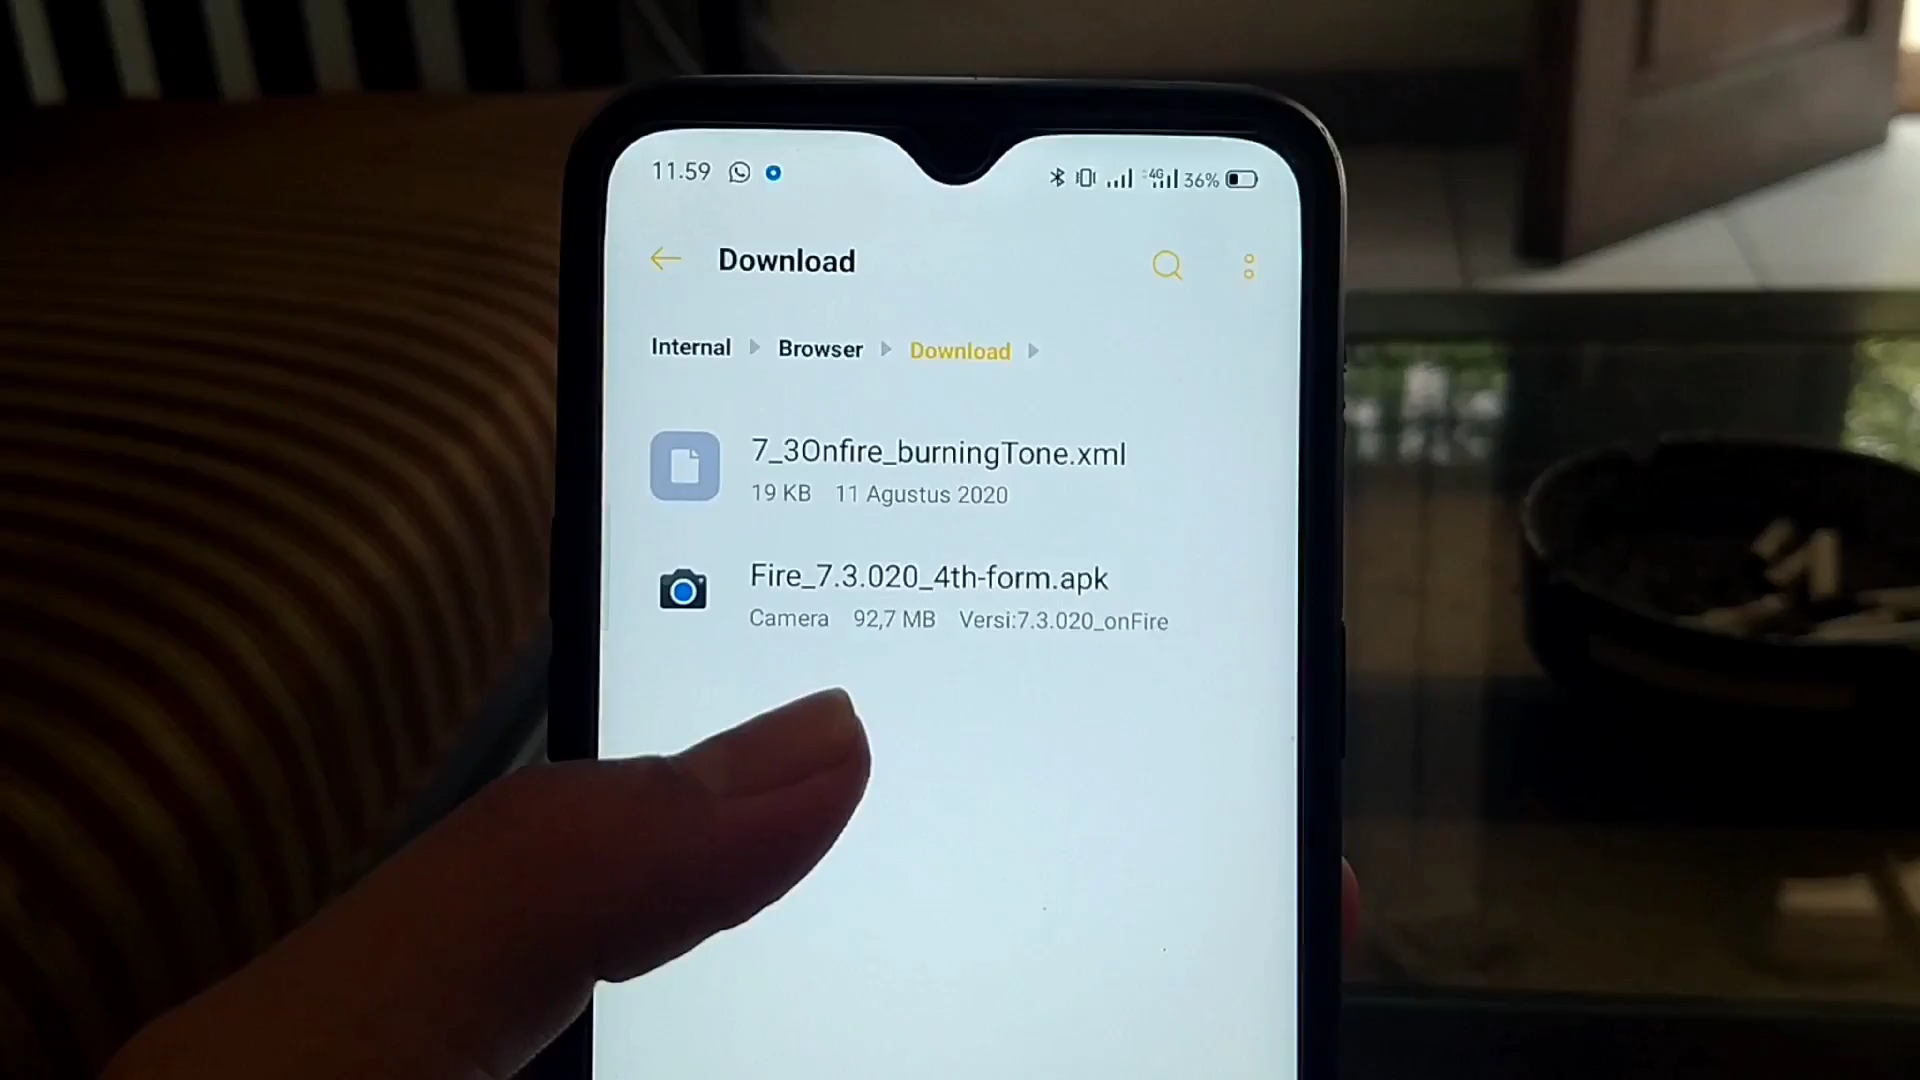 11.59 4G 36%
Download
Internal Browser Download
7_3Onfire_burningTone.xml
19 KB 11 Agustus 2020
Fire_7.3.020_4th-form.apk
Camera 92,7 MB Versi:7.3.020_onFire